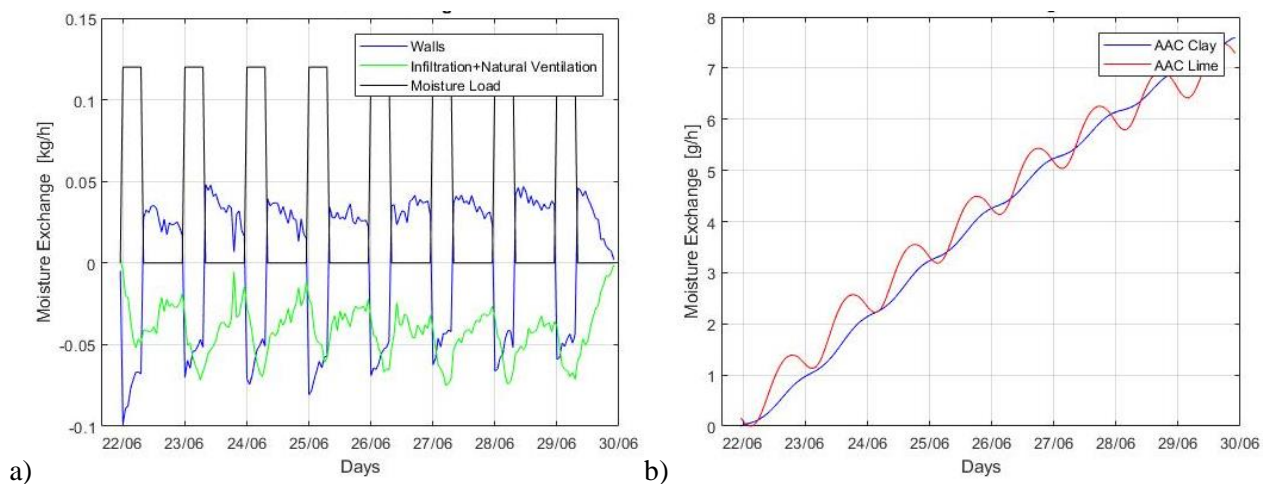 0.15
0.1
0.05
0
-0.05
-0.1
Moisture Exchange [kg/h]
Walls
Infiltration+Natural Ventilation
Moisture Load
22/06 23/06 24/06 25/06 26/06 27/06 28/06 29/06 30/06
Days
a)
8
7
6
5
4
3
2
1
0
Moisture Exchange [g/h]
AAC Clay
AAC Lime
22/06 23/06 24/06 25/06 26/06 27/06 28/06 29/06 30/06
Days
b)